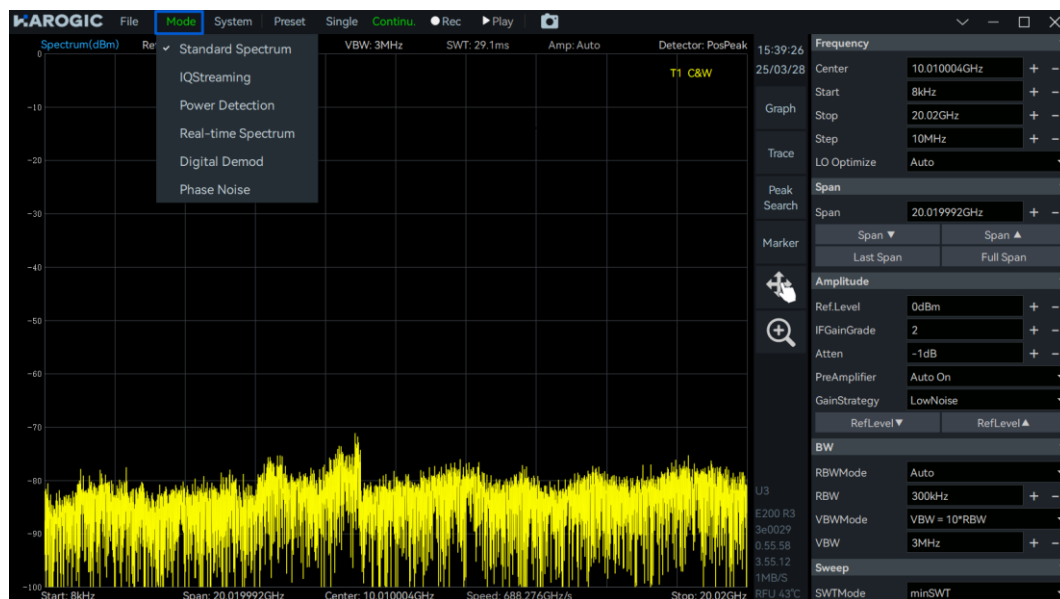 HAROGIC File Mode System Preset Single Continu. Rec Play
Spectrum(dBm) Re VBW: 3MHz SWT: 29.1ms Amp: Auto Detector: PosPeak
✓ Standard Spectrum
IQStreaming
Power Detection
Real-time Spectrum
Digital Demod
Phase Noise
T1 C&W
0
-10
-20
-30
-40
-50
-60
-70
-80
-90
-100
Start: 8kHz Span: 20.019992GHz Center: 10.010004GHz Speed: 688.276GHz/s Stop: 20.02GHz
15:39:26
25/03/28
Graph
Trace
Peak
Search
Marker
U3
E200 R3
3e0029
0.55.58
3.55.12
1MB/S
RFU 43°C
Frequency
Center 10.010004GHz + -
Start 8kHz + -
Stop 20.02GHz + -
Step 10MHz + -
LO Optimize Auto
Span
Span 20.019992GHz + -
Span ▼ Span ▲
Last Span Full Span
Amplitude
Ref.Level 0dBm + -
IFGainGrade 2 + -
Atten -1dB + -
PreAmplifier Auto On
GainStrategy LowNoise
RefLevel▼ RefLevel▲
BW
RBWMode Auto
RBW 300kHz + -
VBWMode VBW = 10*RBW
VBW 3MHz + -
Sweep
SWTMode minSWT